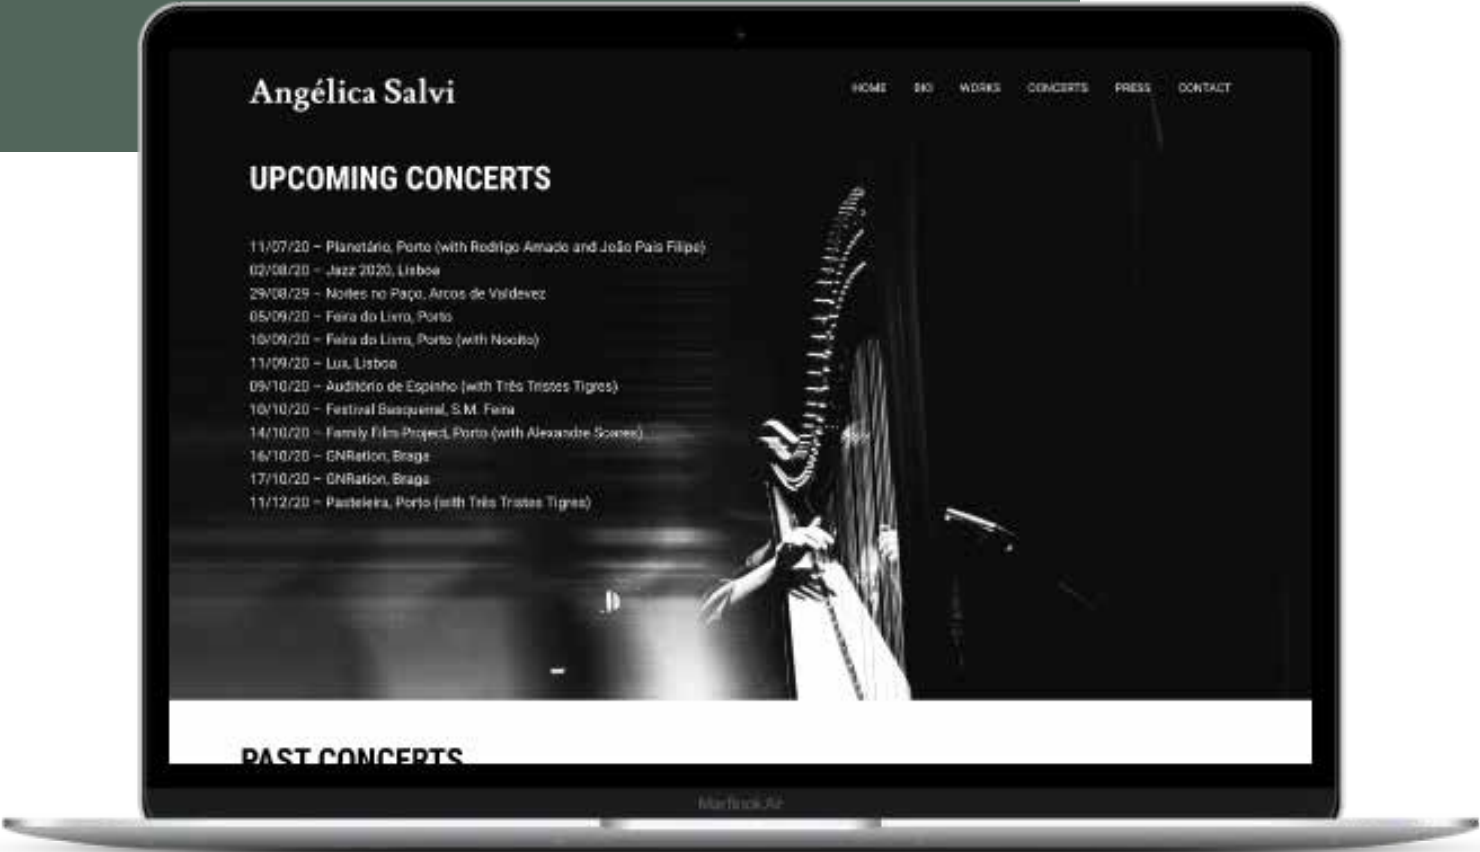 Angélica Salvi
HOME BIO WORKS CONCERTS PRESS CONTACT
UPCOMING CONCERTS
11/07/20 – Planetário, Porto (with Rodrigo Amado and João Pais Filipe)
02/08/20 – Jazz 2020, Lisboa
29/08/29 – Noites no Paço, Arcos de Valdevez
05/09/20 – Feira do Livro, Porto
10/09/20 – Feira do Livro, Porto (with Nooito)
11/09/20 – Lux, Lisboa
09/10/20 – Auditório de Espinho (with Três Tristes Tigres)
10/10/20 – Festival Basqueiral, S.M. Feira
14/10/20 – Family Film Project, Porto (with Alexandre Soares)
16/10/20 – GNRation, Braga
17/10/20 – GNRation, Braga
11/12/20 – Pasteleira, Porto (with Três Tristes Tigres)
PAST CONCERTS